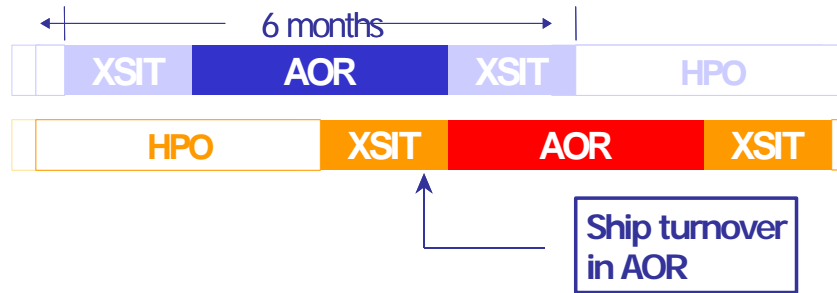 6 months
XSIT AOR XSIT HPO
HPO XSIT AOR XSIT
Ship turnover
in AOR